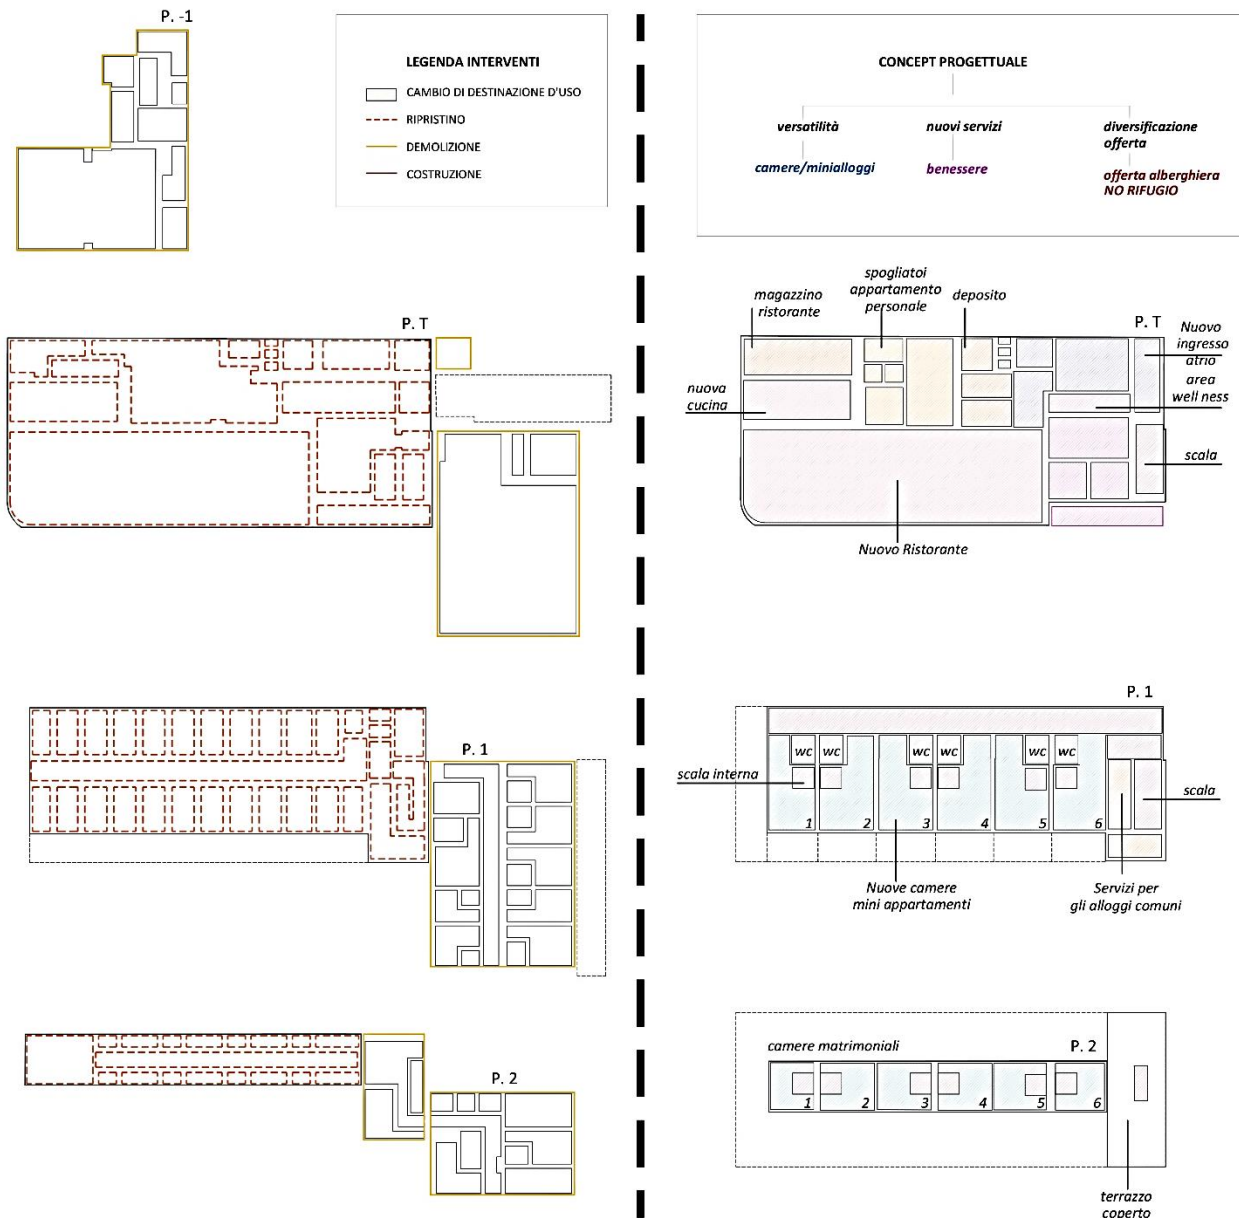 P. -1
LEGENDA INTERVENTI
CAMBIO DI DESTINAZIONE D'USO
RIPRISTINO
DEMOLIZIONE
COSTRUZIONE
P. T
P. 1
P. 2
CONCEPT PROGETTUALE
versatilità
nuovi servizi
diversificazione
offerta
camere/minialloggi
benessere
offerta alberghiera
NO RIFUGIO
magazzino
ristorante
spogliatoi
appartamento
personale
deposito
P. T
Nuovo
ingresso
atrio
area
well ness
nuova
cucina
scala
Nuovo Ristorante
P. 1
wc wc wc wc wc wc
scala interna
scala
1 2 3 4 5 6
Nuove camere
mini appartamenti
Servizi per
gli alloggi comuni
camere matrimoniali
P. 2
1 2 3 4 5 6
terrazzo
coperto